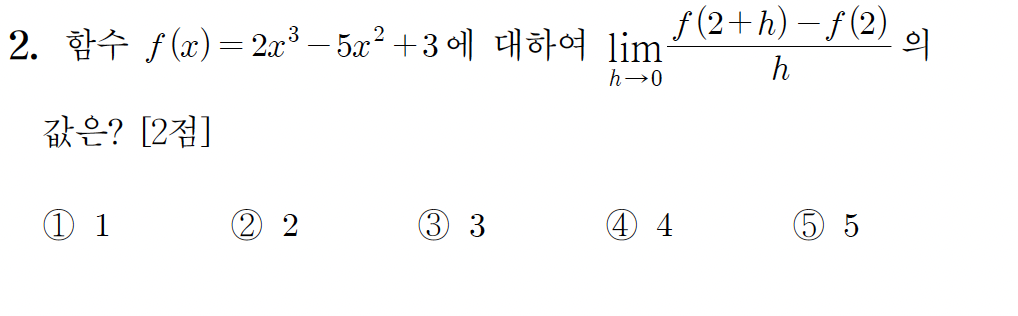 2. 함수 f(x)=2x³-5x²+3에 대하여 lim_{h→0} \frac{f(2+h)-f(2)}{h}의
값은? [2점]
① 1 ② 2 ③ 3 ④ 4 ⑤ 5